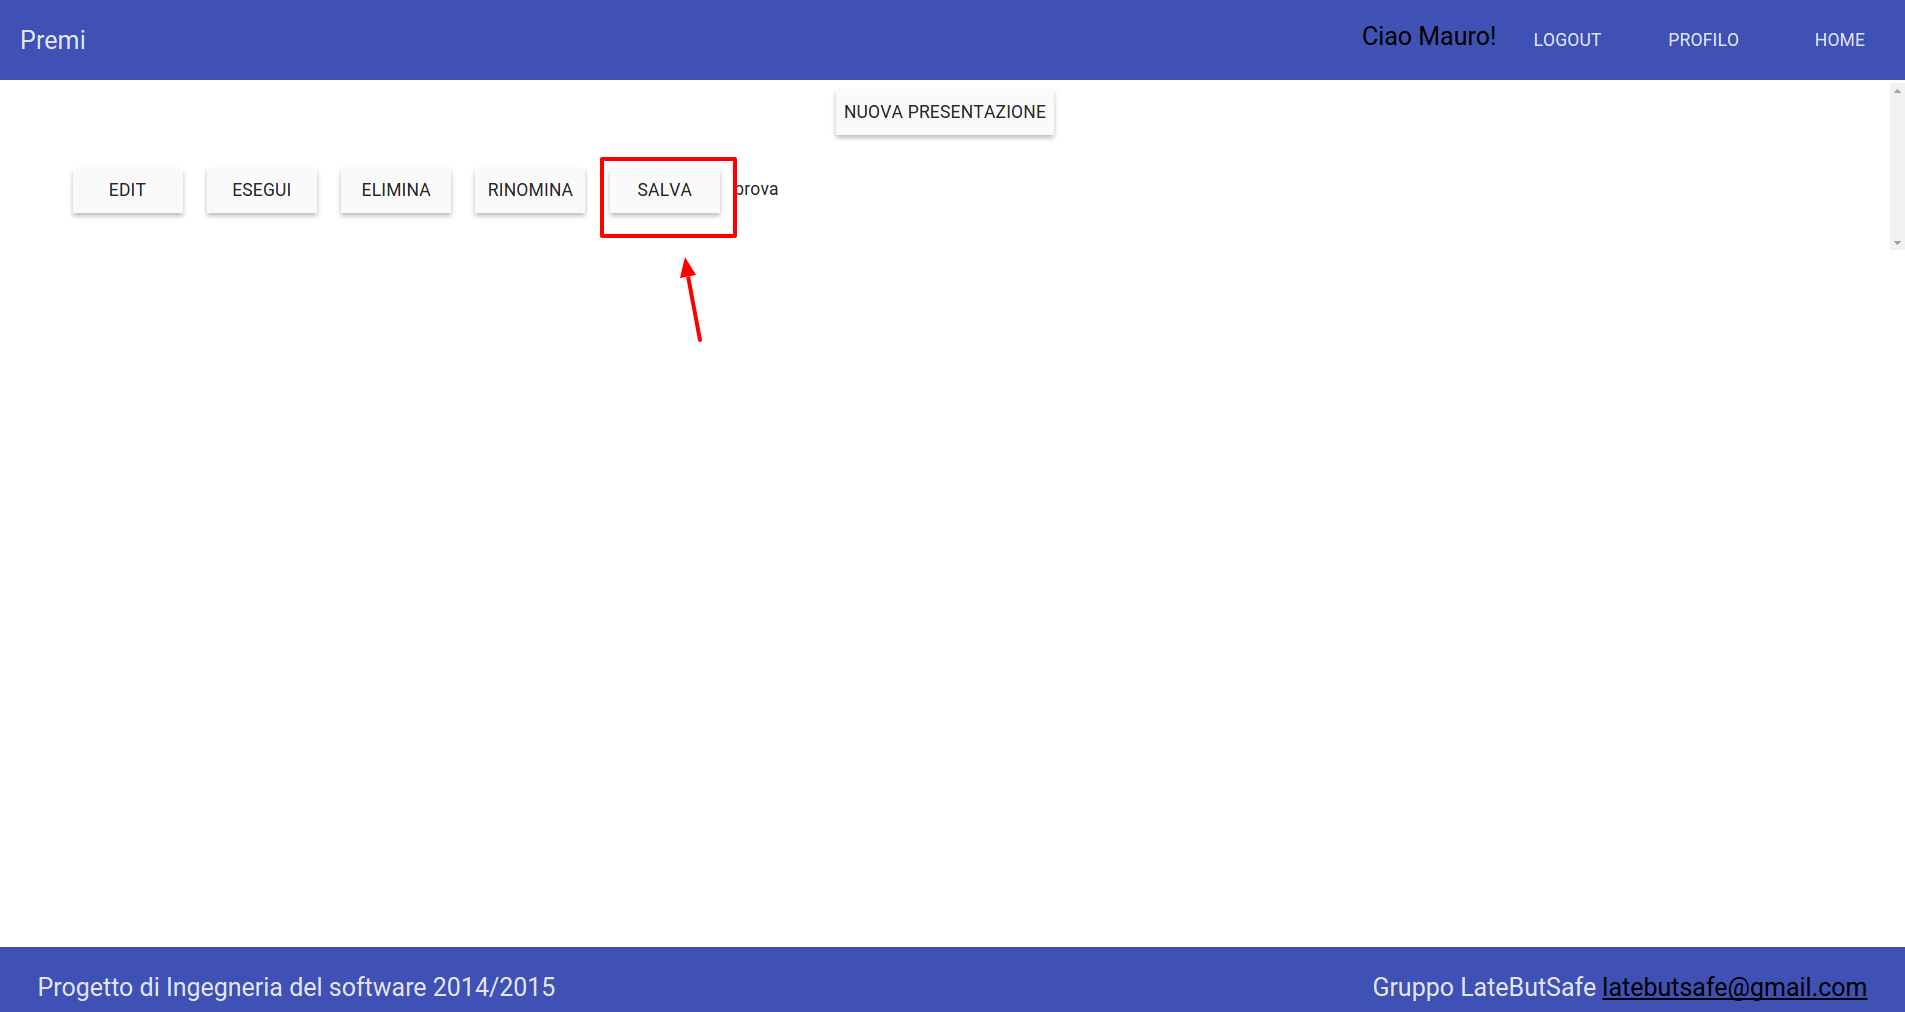 Premi
Ciao Mauro! LOGOUT PROFILO HOME
NUOVA PRESENTAZIONE
EDIT ESEGUI ELIMINA RINOMINA SALVA prova
Progetto di Ingegneria del software 2014/2015
Gruppo LateButSafe latebutsafe@gmail.com